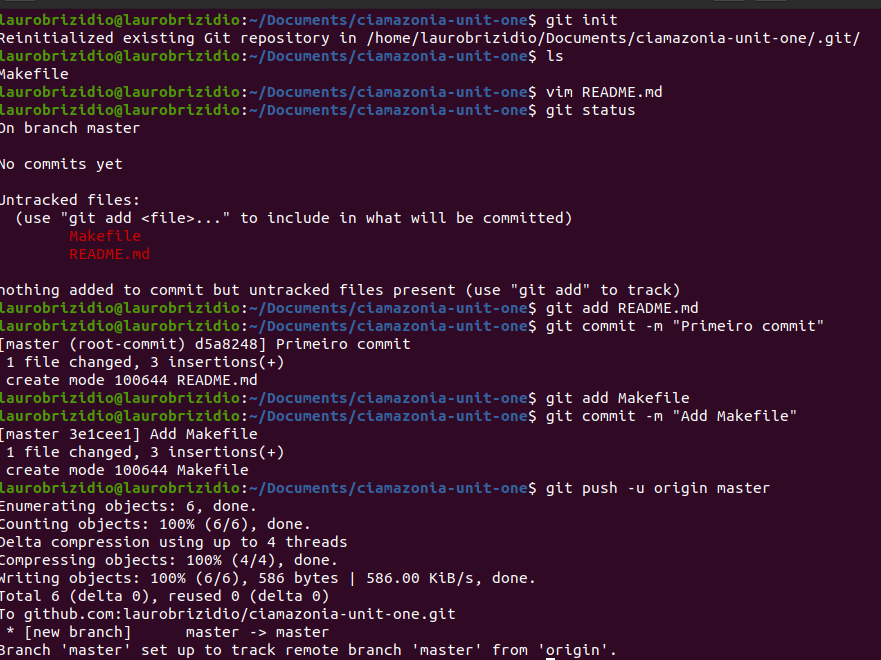 laurobrizidio@laurobrizidio:~/Documents/ciamazonia-unit-one$ git init
Reinitialized existing Git repository in /home/laurobrizidio/Documents/ciamazonia-unit-one/.git/
laurobrizidio@laurobrizidio:~/Documents/ciamazonia-unit-one$ ls
Makefile
laurobrizidio@laurobrizidio:~/Documents/ciamazonia-unit-one$ vim README.md
laurobrizidio@laurobrizidio:~/Documents/ciamazonia-unit-one$ git status
On branch master
No commits yet
Untracked files:
(use "git add <file>..." to include in what will be committed)
Makefile
README.md
nothing added to commit but untracked files present (use "git add" to track)
laurobrizidio@laurobrizidio:~/Documents/ciamazonia-unit-one$ git add README.md
laurobrizidio@laurobrizidio:~/Documents/ciamazonia-unit-one$ git commit -m "Primeiro commit"
[master (root-commit) d5a8248] Primeiro commit
1 file changed, 3 insertions(+)
create mode 100644 README.md
laurobrizidio@laurobrizidio:~/Documents/ciamazonia-unit-one$ git add Makefile
laurobrizidio@laurobrizidio:~/Documents/ciamazonia-unit-one$ git commit -m "Add Makefile"
[master 3e1cee1] Add Makefile
1 file changed, 3 insertions(+)
create mode 100644 Makefile
laurobrizidio@laurobrizidio:~/Documents/ciamazonia-unit-one$ git push -u origin master
Enumerating objects: 6, done.
Counting objects: 100% (6/6), done.
Delta compression using up to 4 threads
Compressing objects: 100% (4/4), done.
Writing objects: 100% (6/6), 586 bytes | 586.00 KiB/s, done.
Total 6 (delta 0), reused 0 (delta 0)
To github.com:laurobrizidio/ciamazonia-unit-one.git
* [new branch]      master -> master
Branch 'master' set up to track remote branch 'master' from 'origin'.